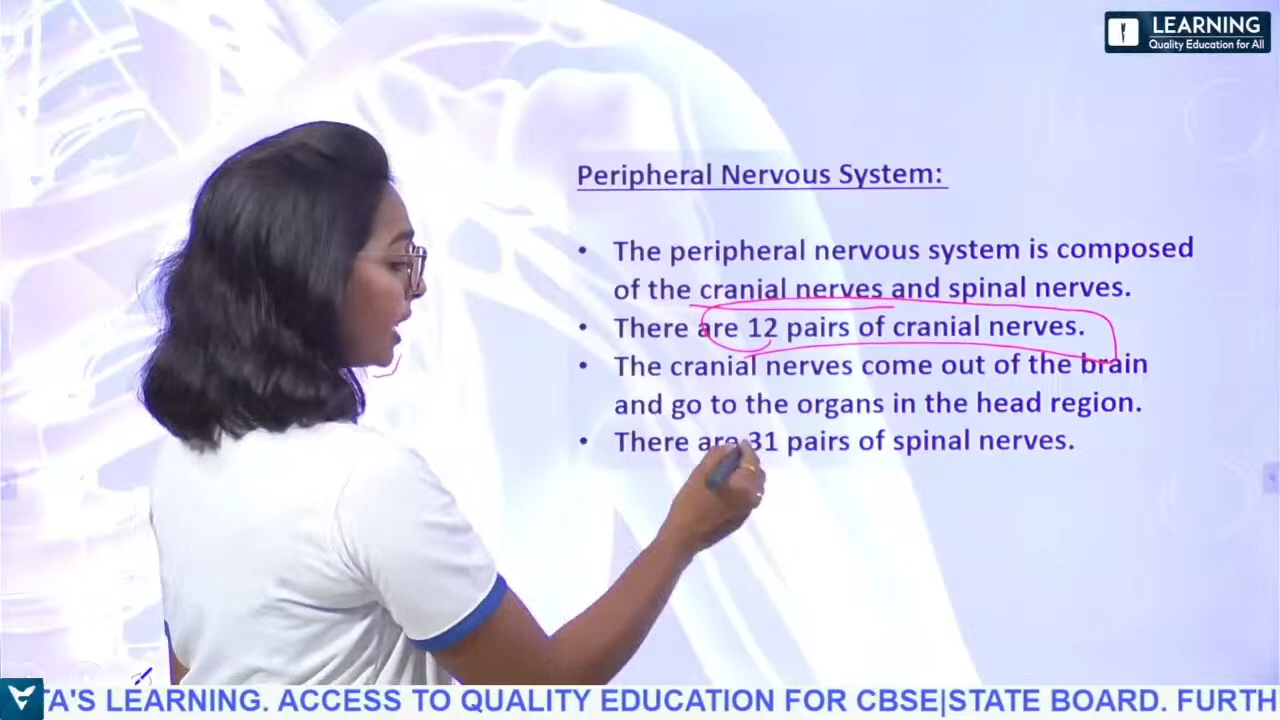 LEARNING
Quality Education for All
Peripheral Nervous System:
• The peripheral nervous system is composed
of the cranial nerves and spinal nerves.
• There are 12 pairs of cranial nerves.
• The cranial nerves come out of the brain
and go to the organs in the head region.
• There are 31 pairs of spinal nerves.
TA'S LEARNING. ACCESS TO QUALITY EDUCATION FOR CBSE|STATE BOARD. FURTH